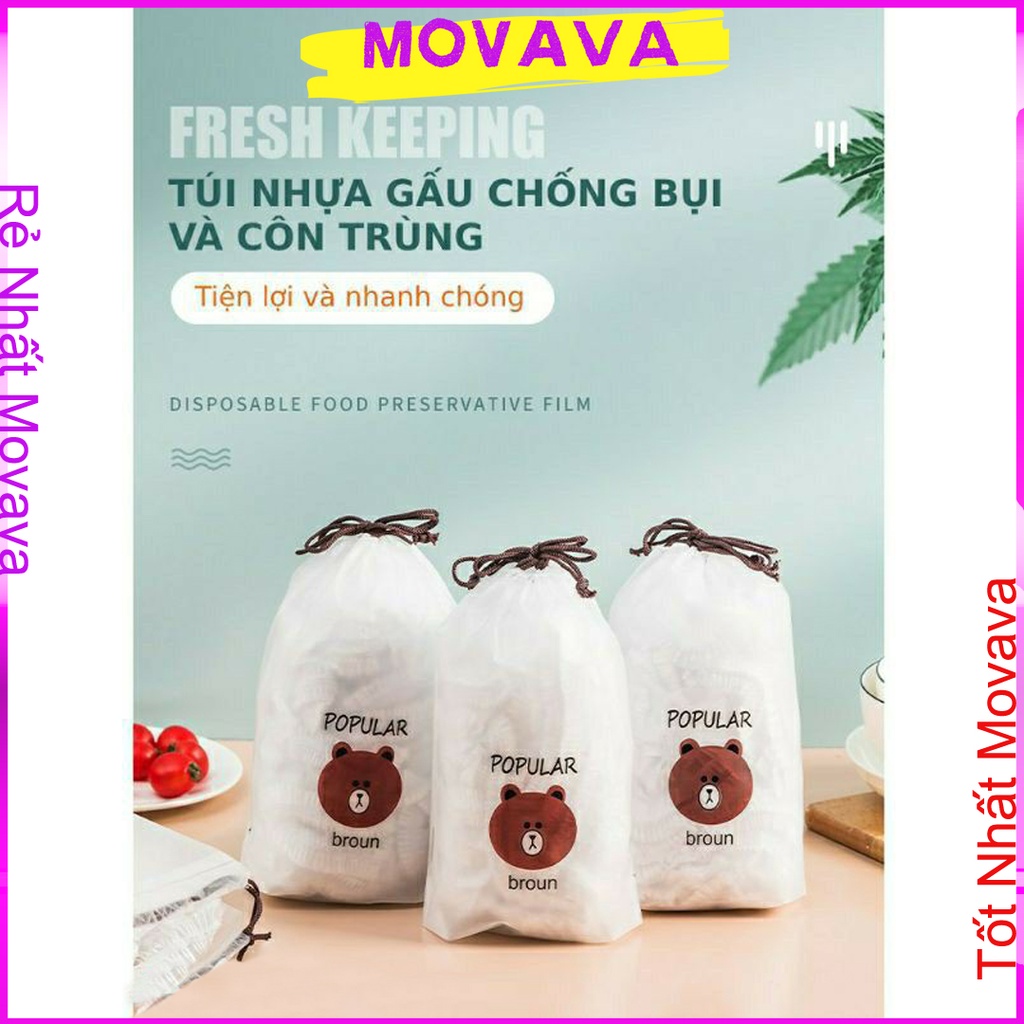 MOVAVA
FRESH KEEPING
TÚI NHỰA GẤU CHỐNG BỤI
VÀ CÔN TRÙNG
Tiện lợi và nhanh chóng
DISPOSABLE FOOD PRESERVATIVE FILM
Rẻ Nhất Movava
Tốt Nhất Movava
POPULAR
broun
POPULAR
broun
POPULAR
broun